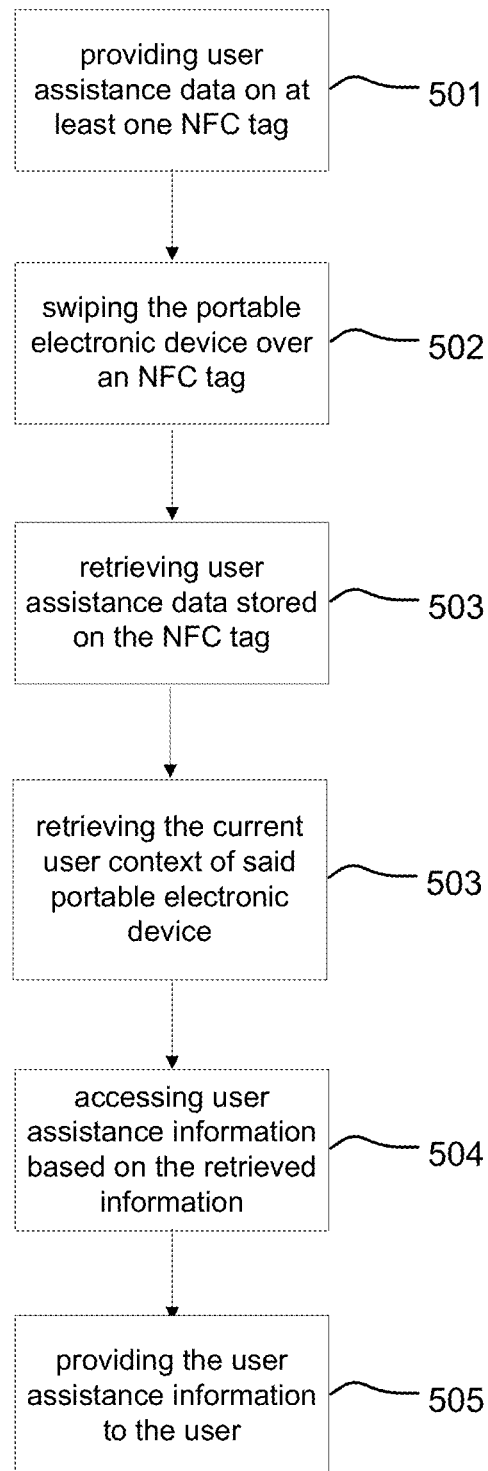 providing user
assistance data on at
least one NFC tag
501
swiping the portable
electronic device over
an NFC tag
502
retrieving user
assistance data stored
on the NFC tag
503
retrieving the current
user context of said
portable electronic
device
503
accessing user
assistance information
based on the retrieved
information
504
providing the user
assistance information
to the user
505